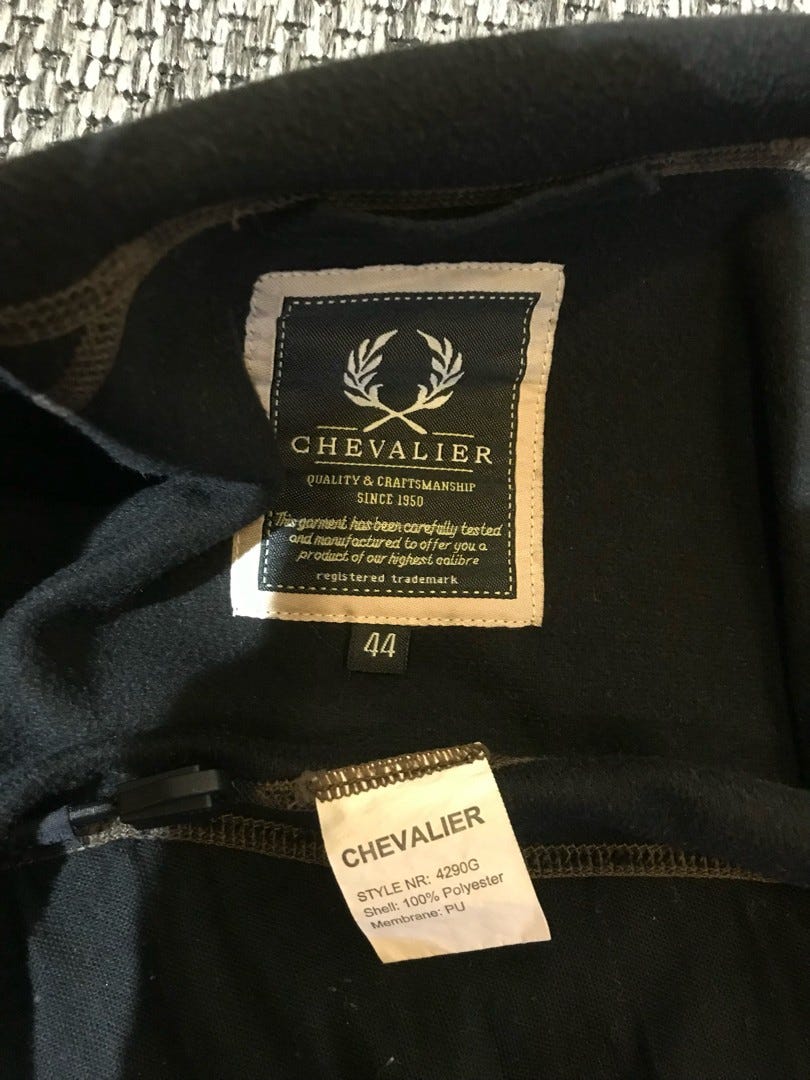 CHEVALIER
QUALITY & CRAFTSMANSHIP
SINCE 1950
This garment has been carefully tested
and manufactured to offer you a
product of our highest calibre
registered trademark
44
CHEVALIER
STYLE NR: 4290G
Shell: 100% Polyester
Membrane: PU